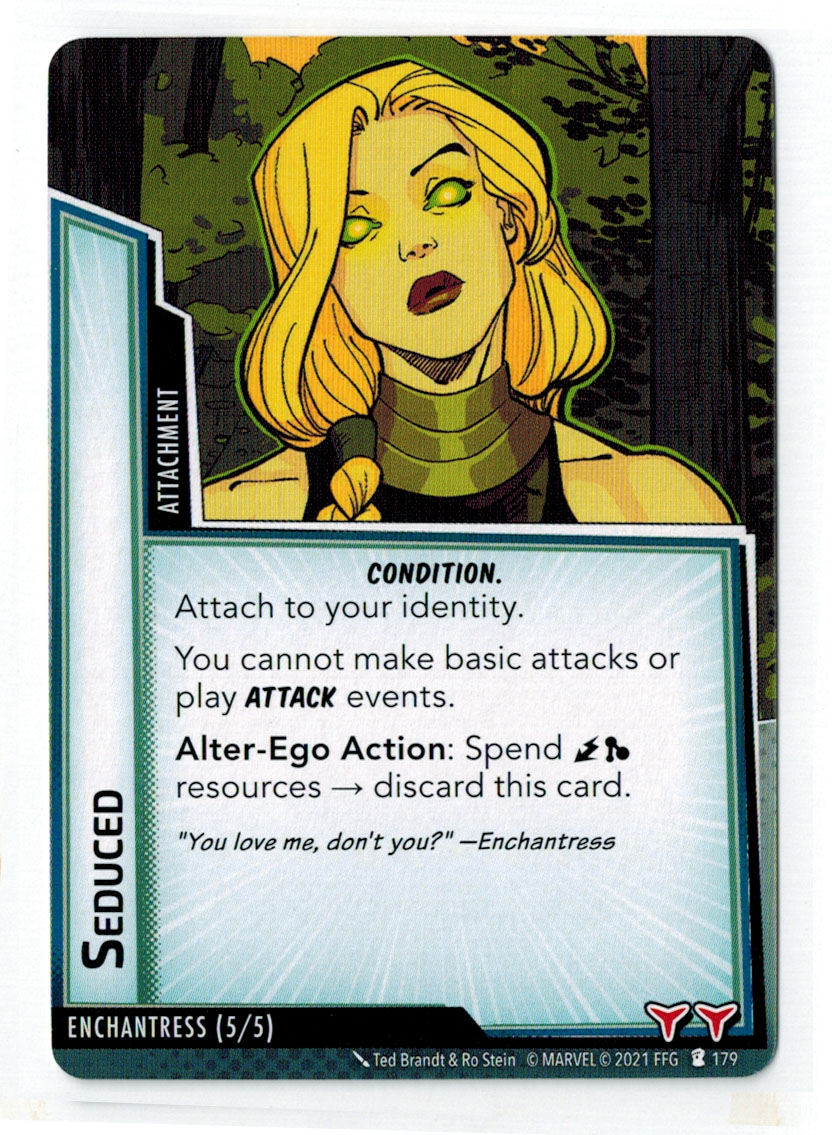 ATTACHMENT
CONDITION.
Attach to your identity.
You cannot make basic attacks or
play ATTACK events.
Alter-Ego Action: Spend
resources → discard this card.
"You love me, don't you?" —Enchantress
SEDUCED
ENCHANTRESS (5/5)
Ted Brandt & Ro Stein © MARVEL © 2021 FFG 179